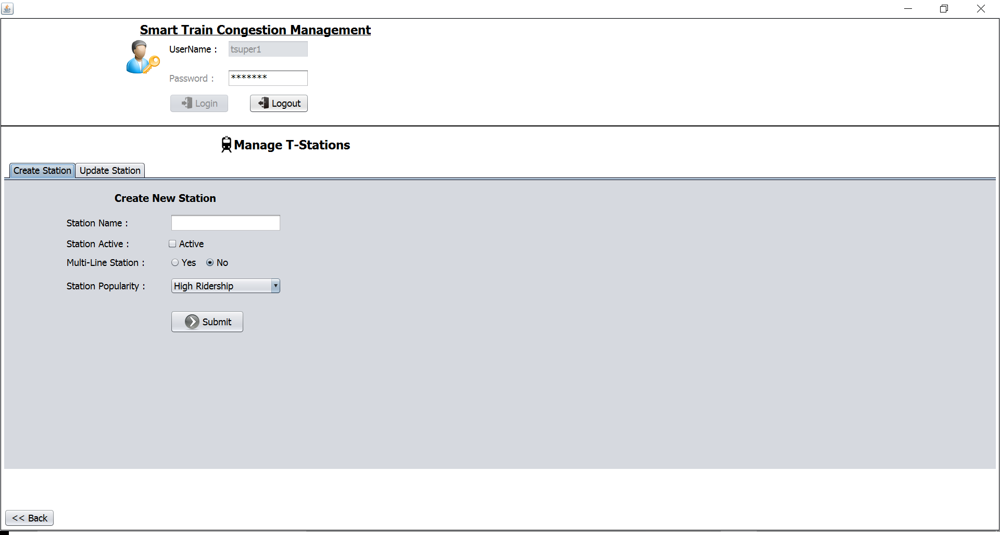 Smart Train Congestion Management
UserName : tsuper1
Password : *******
Login Logout
Manage T-Stations
Create Station Update Station
Create New Station
Station Name :
Station Active : Active
Multi-Line Station : Yes No
Station Popularity : High Ridership
Submit
<< Back